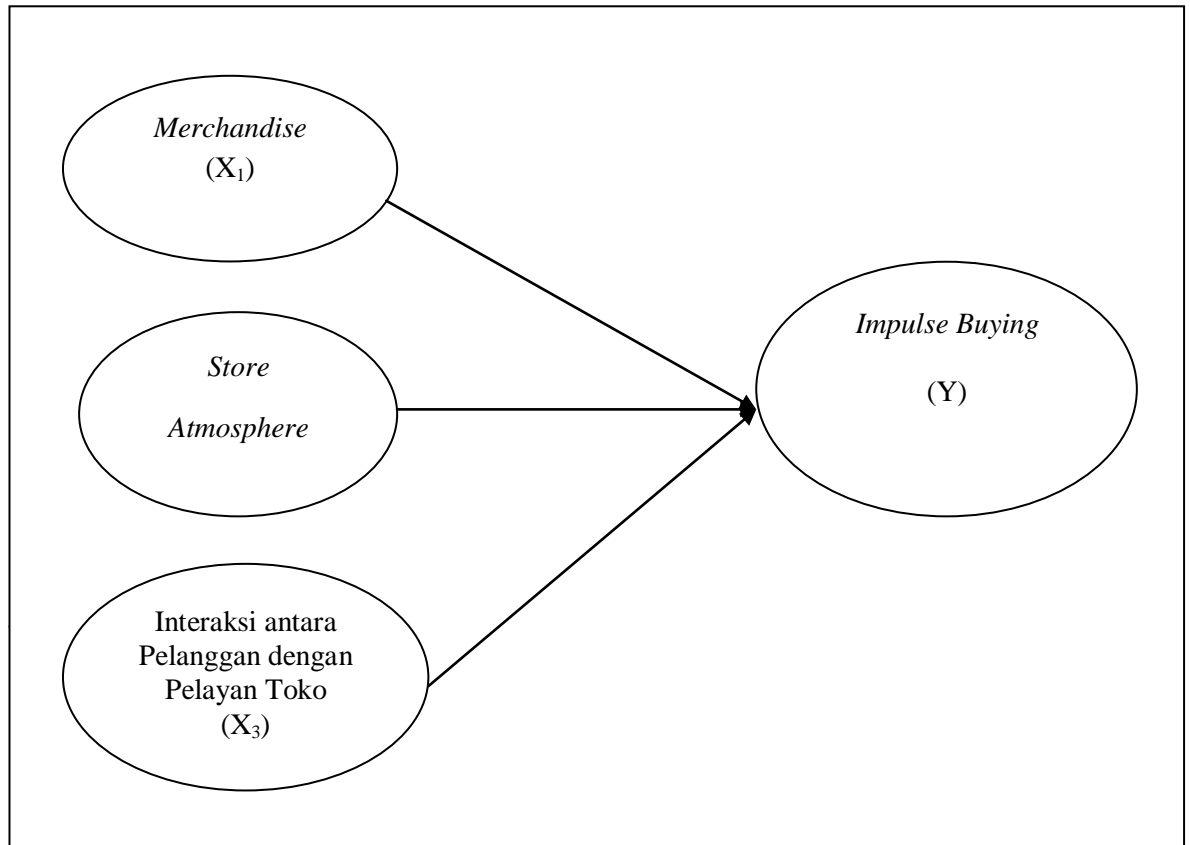 Merchandise
(X₁)
Store
Atmosphere
Interaksi antara
Pelanggan dengan
Pelayan Toko
(X₃)
Impulse Buying
(Y)